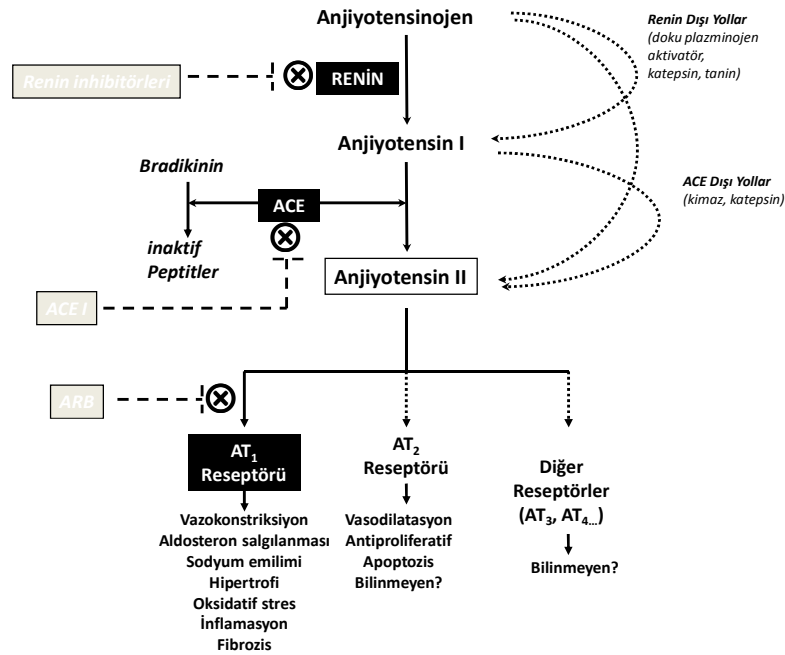 Anjiyotensinojen
Renin Dışı Yollar
(doku plazminojen
aktivatör,
katepsin, tanin)
Renin inhibitörleri
RENİN
Anjiyotensin I
Bradikinin
ACE Dışı Yollar
(kimaz, katepsin)
ACE
inaktif
Peptitler
Anjiyotensin II
ACE I
ARB
AT1
Reseptörü
AT2
Reseptörü
Diğer
Reseptörler
(AT3, AT4...)
Vazokonstriksiyon
Aldosteron salgılanması
Sodyum emilimi
Hipertrofi
Oksidatif stres
İnflamasyon
Fibrozis
Vasodilatasyon
Antiproliferatif
Apoptozis
Bilinmeyen?
Bilinmeyen?